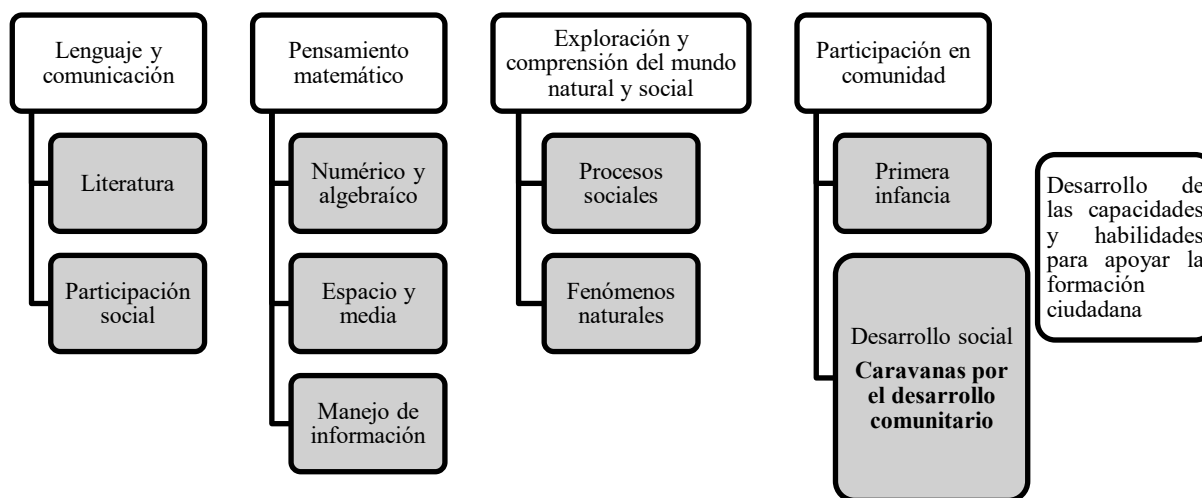 Lenguaje y
comunicación
Literatura
Participación
social
Pensamiento
matemático
Numérico y
algebraíco
Espacio y
media
Manejo de
información
Exploración y
comprensión del mundo
natural y social
Procesos
sociales
Fenómenos
naturales
Participación en
comunidad
Primera
infancia
Desarrollo social
Caravanas por
el desarrollo
comunitario
Desarrollo de
las capacidades
y habilidades
para apoyar la
formación
ciudadana